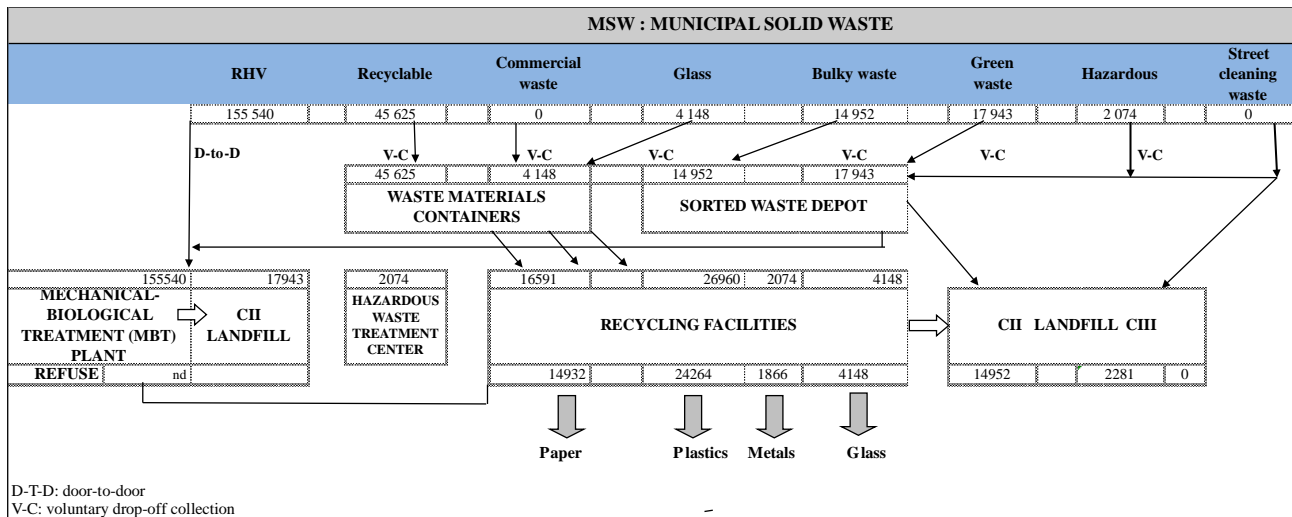 MSW : MUNICIPAL SOLID WASTE
RHV Recyclable Commercial waste Glass Bulky waste Green waste Hazardous Street cleaning waste
155 540 45 625 0 4 148 14 952 17 943 2 074 0
D-to-D V-C V-C V-C V-C V-C V-C
45 625 4 148 14 952 17 943
WASTE MATERIALS CONTAINERS SORTED WASTE DEPOT
155540 17943 2074 16591 26960 2074 4148
MECHANICAL-BIOLOGICAL TREATMENT (MBT) PLANT
CII LANDFILL
HAZARDOUS WASTE TREATMENT CENTER
RECYCLING FACILITIES
CII LANDFILL CIII
REFUSE nd 14932 24264 1866 4148 14952 2281 0
Paper Plastics Metals Glass
D-T-D: door-to-door
V-C: voluntary drop-off collection